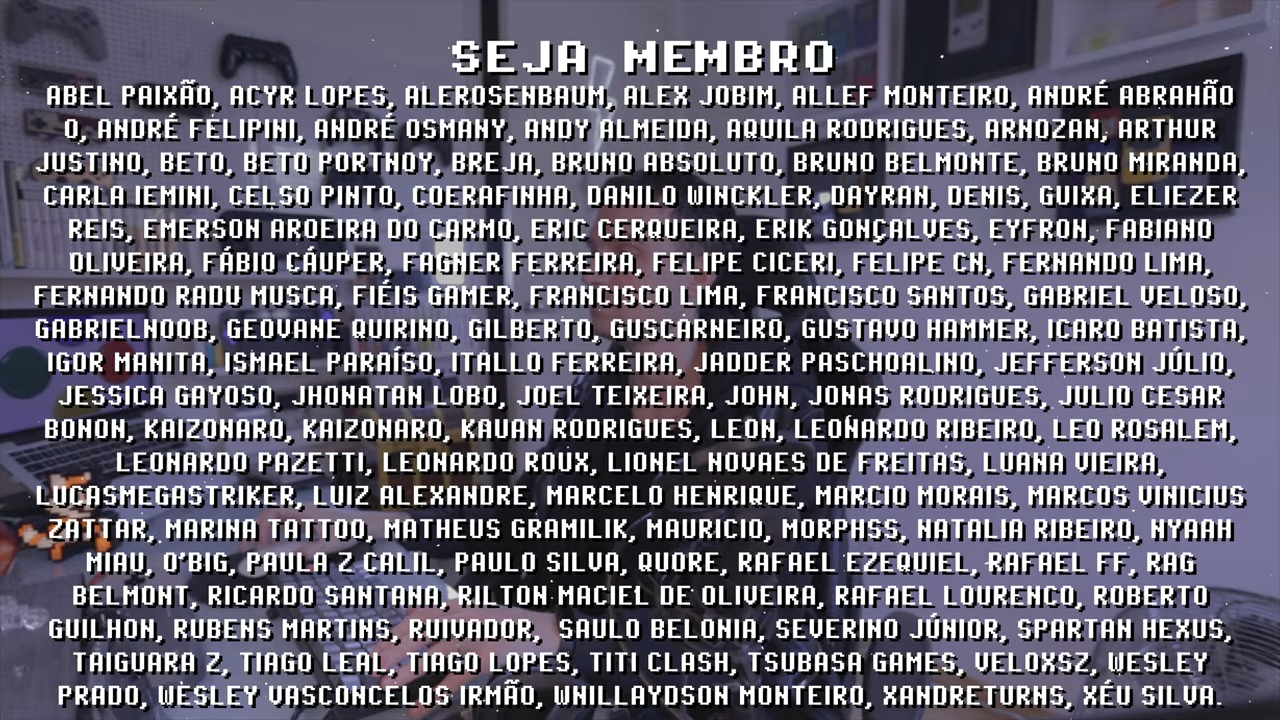 SEJA MEMBRO
ABEL PAIXÃO, ACYR LOPES, ALEROSENBAUM, ALEX JOBIM, ALLEF MONTEIRO, ANDRÉ ABRAHÃO
O, ANDRÉ FELIPINI, ANDRÉ OSMANY, ANDY ALMEIDA, AQUILA RODRIGUES, ARNOZAN, ARTHUR
JUSTINO, BETO, BETO PORTNOY, BREJA, BRUNO ABSOLUTO, BRUNO BELMONTE, BRUNO MIRANDA,
CARLA IEMINI, CELSO PINTO, COERAFINHA, DANILO WINCKLER, DAYRAN, DENIS, GUIXA, ELIEZER
REIS, EMERSON AROEIRA DO CARMO, ERIC CERQUEIRA, ERIK GONÇALVES, EYFRON, FABIANO
OLIVEIRA, FÁBIO CÁUPER, FAGNER FERREIRA, FELIPE CICERI, FELIPE CN, FERNANDO LIMA,
FERNANDO RADU MUSCA, FIÉIS GAMER, FRANCISCO LIMA, FRANCISCO SANTOS, GABRIEL VELOSO,
GABRIELNOOB, GEOVANE QUIRINO, GILBERTO, GUSCARNEIRO, GUSTAVO HAMMER, ICARO BATISTA,
IGOR MANITA, ISMAEL PARAÍSO, ITALLO FERREIRA, JADDER PASCHOALINO, JEFFERSON JÚLIO,
JESSICA GAYOSO, JHONATAN LOBO, JOEL TEIXEIRA, JOHN, JONAS RODRIGUES, JULIO CESAR
BONON, KAIZONARO, KAIZONARO, KAUAN RODRIGUES, LEON, LEONARDO RIBEIRO, LEO ROSALEM,
LEONARDO PAZETTI, LEONARDO ROUX, LIONEL NOVAES DE FREITAS, LUANA VIEIRA,
LUCASMEGASTRIKER, LUIZ ALEXANDRE, MARCELO HENRIQUE, MARCIO MORAIS, MARCOS VINICIUS
ZATTAR, MARINA TATTOO, MATHEUS GRAMILIK, MAURICIO, MORPHSS, NATALIA RIBEIRO, NYAAH
MIAU, O'BIG, PAULA Z CALIL, PAULO SILVA, QUORE, RAFAEL EZEQUIEL, RAFAEL FF, RAG
BELMONT, RICARDO SANTANA, RILTON MACIEL DE OLIVEIRA, RAFAEL LOURENCO, ROBERTO
GUILHON, RUBENS MARTINS, RUIVADOR, SAULO BELONIA, SEVERINO JÚNIOR, SPARTAN HEXUS,
TAIGUARA Z, TIAGO LEAL, TIAGO LOPES, TITI CLASH, TSUBASA GAMES, VELOXSZ, WESLEY
PRADO, WESLEY VASCONCELOS IRMÃO, WNILLAYDSON MONTEIRO, XANDRETURNS, XÉU SILVA.